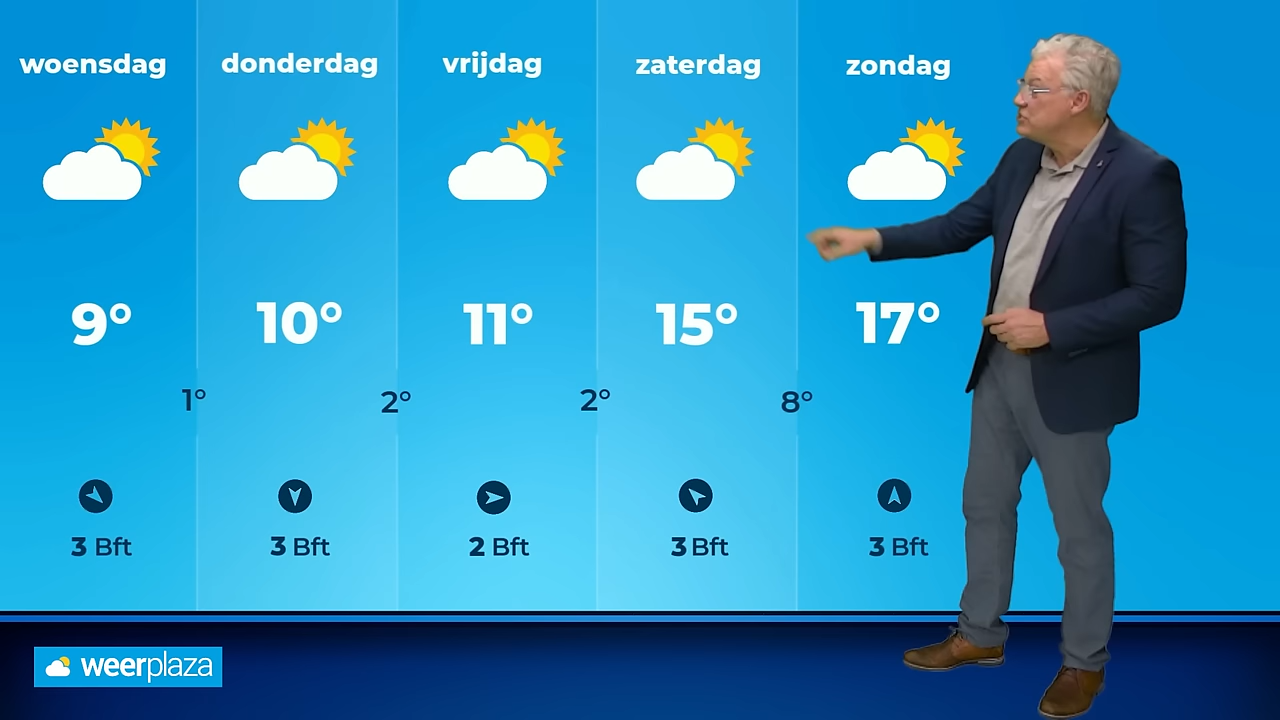 woensdag donderdag vrijdag zaterdag zondag
9° 10° 11° 15° 17°
1° 2° 2° 8°
3 Bft 3 Bft 2 Bft 3 Bft 3 Bft
weerplaza